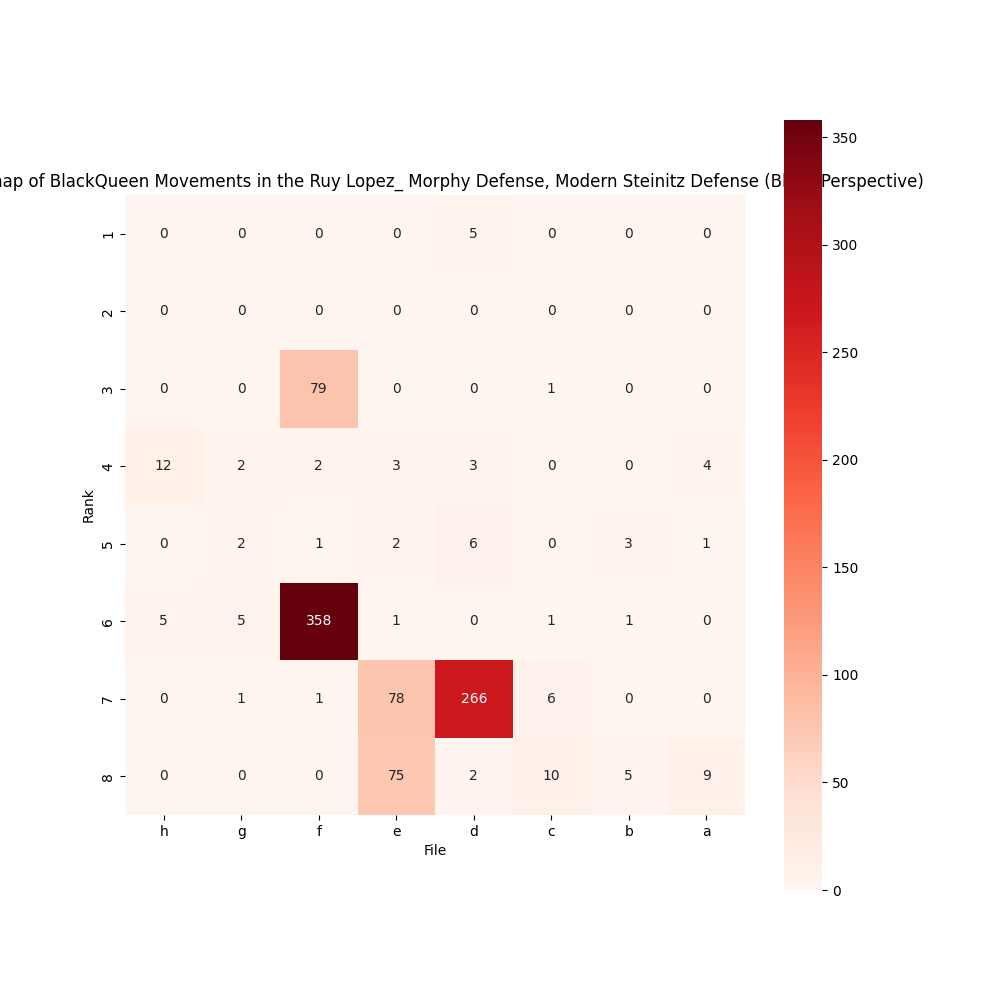 of BlackQueen Movements in the Ruy Lopez_ Morphy Defense, Modern Steinitz Defense ( Perspective)
350
1 0 0 0 0 5 0 0 0
300
2 0 0 0 0 0 0 0 0
3 0 0 79 0 0 1 0 0
250
4 12 2 2 3 3 0 0 4
200
Rank
5 0 2 1 2 6 0 3 1
150
6 5 5 358 1 0 1 1 0
100
7 0 1 1 78 266 6 0 0
50
8 0 0 0 75 2 10 5 9
h g f e d c b a
File
0